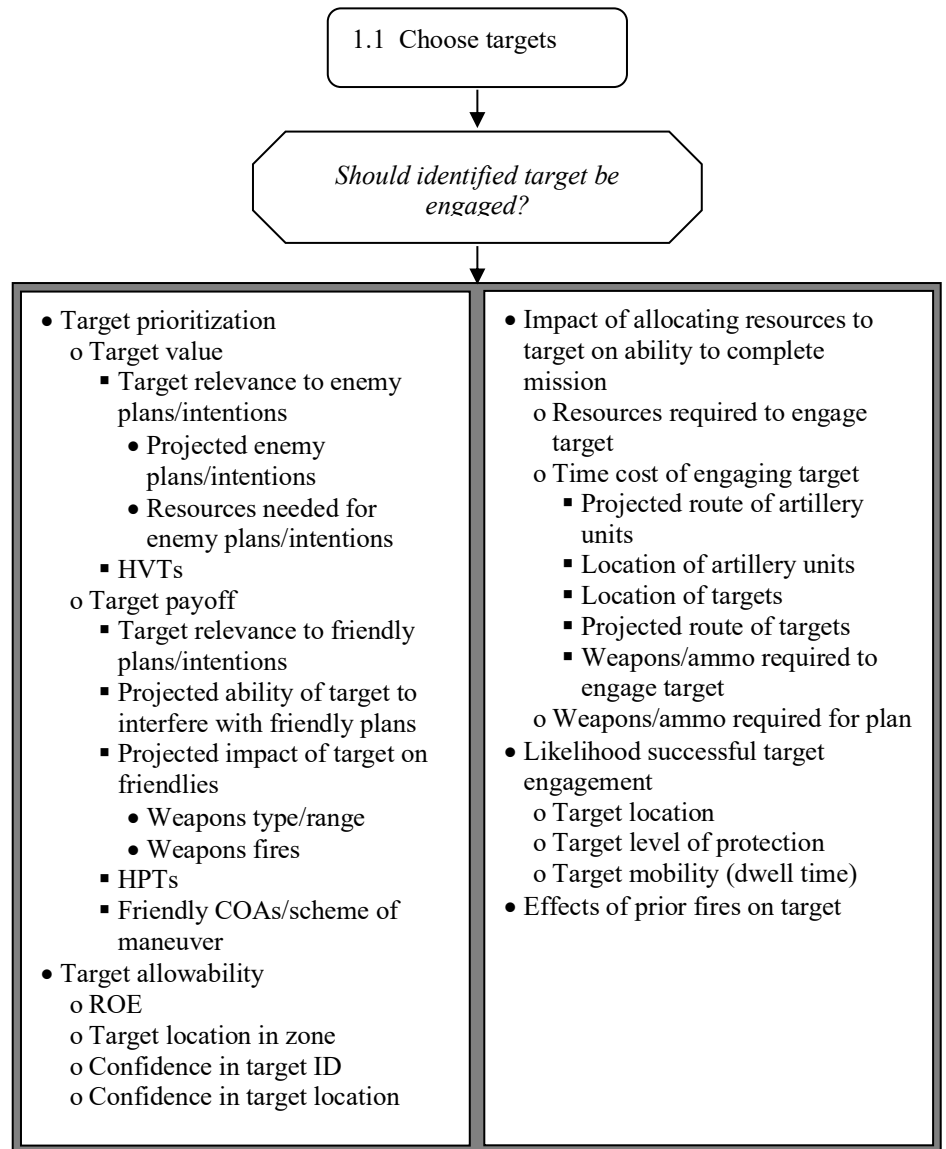 1.1 Choose targets
Should identified target be
engaged?
• Target prioritization
o Target value
▪ Target relevance to enemy
plans/intentions
• Projected enemy
plans/intentions
• Resources needed for
enemy plans/intentions
▪ HVTs
o Target payoff
▪ Target relevance to friendly
plans/intentions
▪ Projected ability of target to
interfere with friendly plans
▪ Projected impact of target on
friendlies
• Weapons type/range
• Weapons fires
▪ HPTs
▪ Friendly COAs/scheme of
maneuver
• Target allowability
o ROE
o Target location in zone
o Confidence in target ID
o Confidence in target location
• Impact of allocating resources to
target on ability to complete
mission
o Resources required to engage
target
o Time cost of engaging target
▪ Projected route of artillery
units
▪ Location of artillery units
▪ Location of targets
▪ Projected route of targets
▪ Weapons/ammo required to
engage target
o Weapons/ammo required for plan
• Likelihood successful target
engagement
o Target location
o Target level of protection
o Target mobility (dwell time)
• Effects of prior fires on target